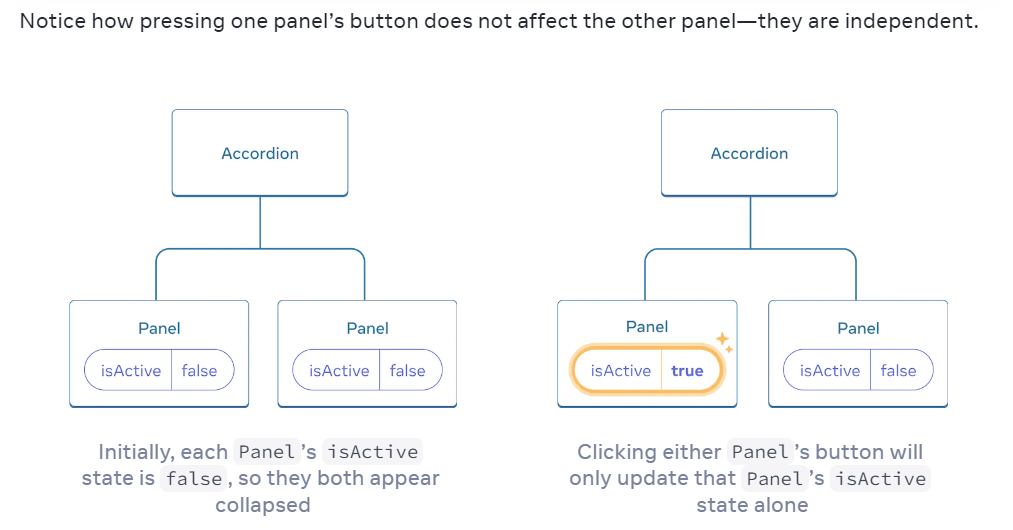 Notice how pressing one panel’s button does not affect the other panel—they are independent.
Accordion
Panel
isActive false
Panel
isActive false
Initially, each Panel’s isActive
state is false, so they both appear
collapsed
Accordion
Panel
isActive true
Panel
isActive false
Clicking either Panel’s button will
only update that Panel’s isActive
state alone